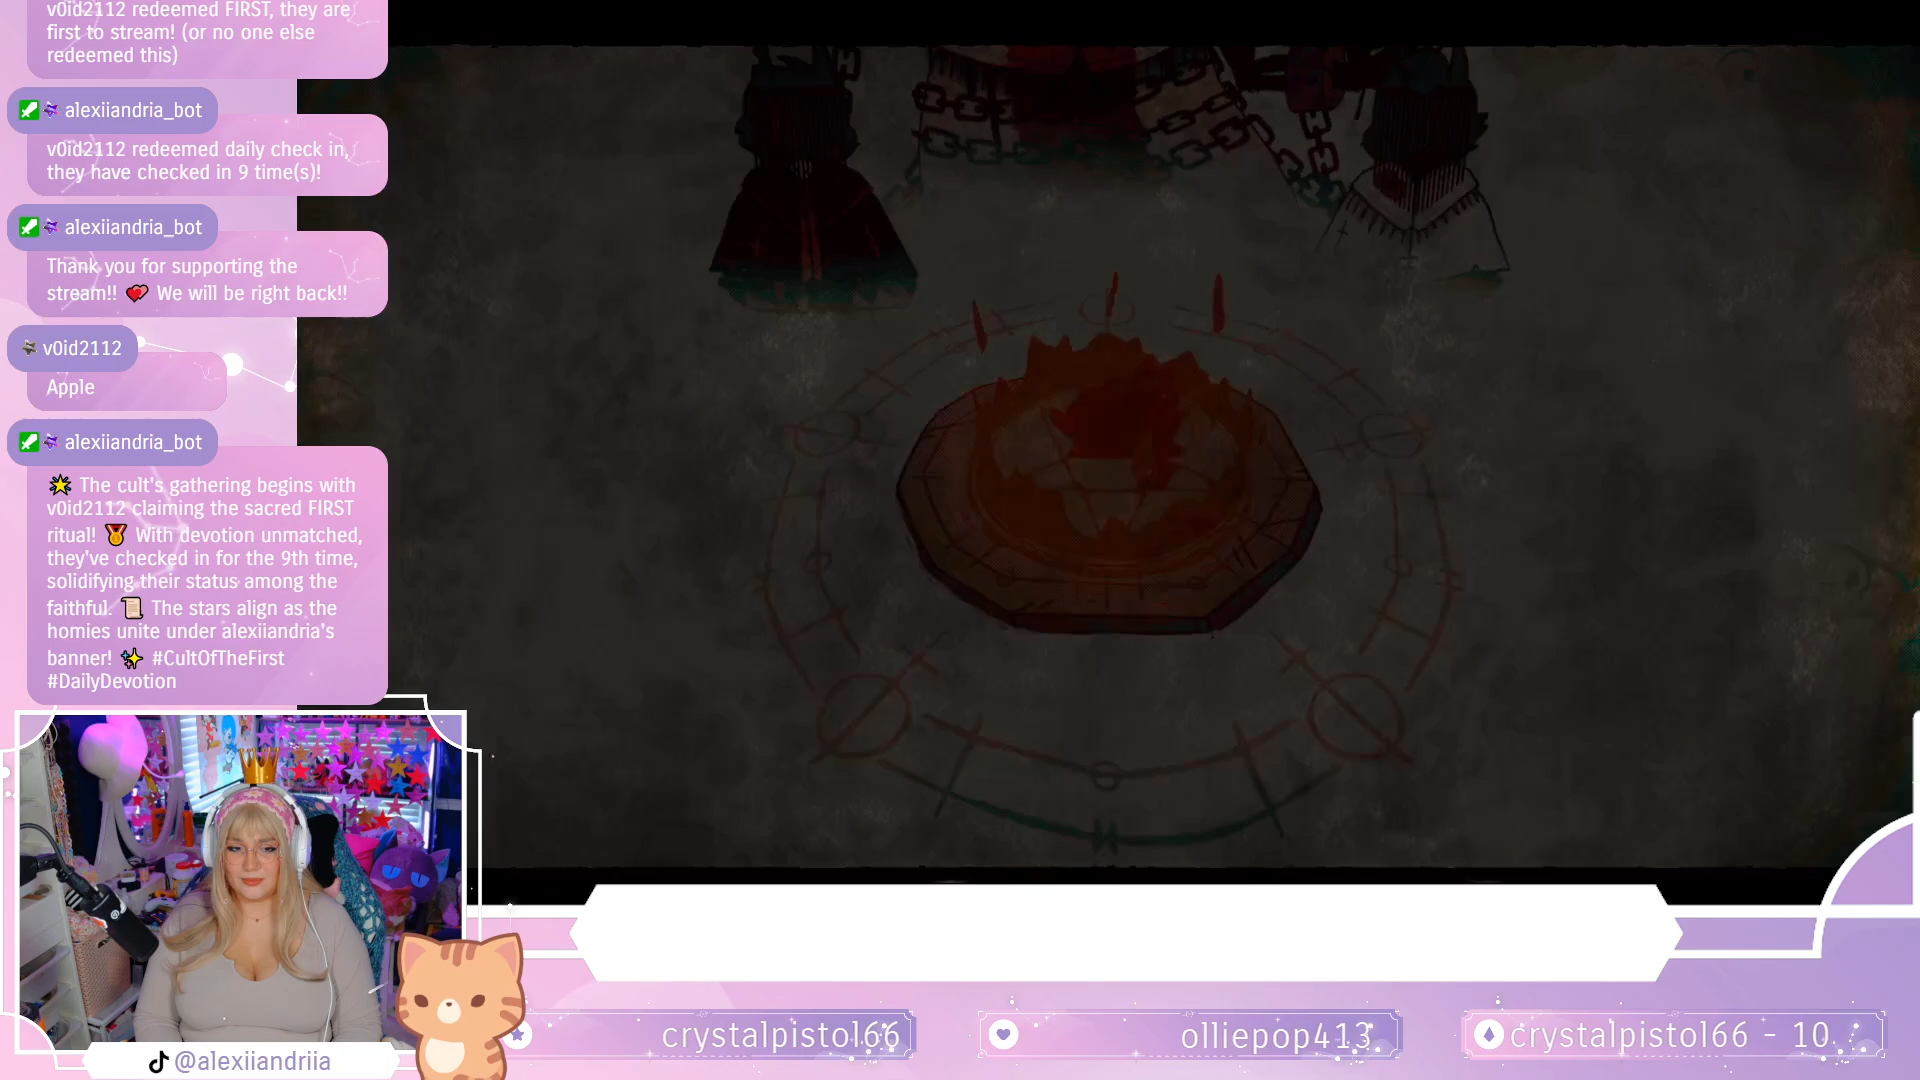 v0id2112 redeemed FIRST, they are
first to stream! (or no one else
redeemed this)
alexiiandria_bot
v0id2112 redeemed daily check in,
they have checked in 9 time(s)!
alexiiandria_bot
Thank you for supporting the
stream!! 💕 We will be right back!!
v0id2112
Apple
alexiiandria_bot
🌟 The cult's gathering begins with
v0id2112 claiming the sacred FIRST
ritual! 🏅 With devotion unmatched,
they've checked in for the 9th time,
solidifying their status among the
faithful. 📜 The stars align as the
homies unite under alexiiandria's
banner! ✨ #CultOfTheFirst
#DailyDevotion
@alexiiandriia
crystalpistol66
olliepop413
crystalpistol66 - 10